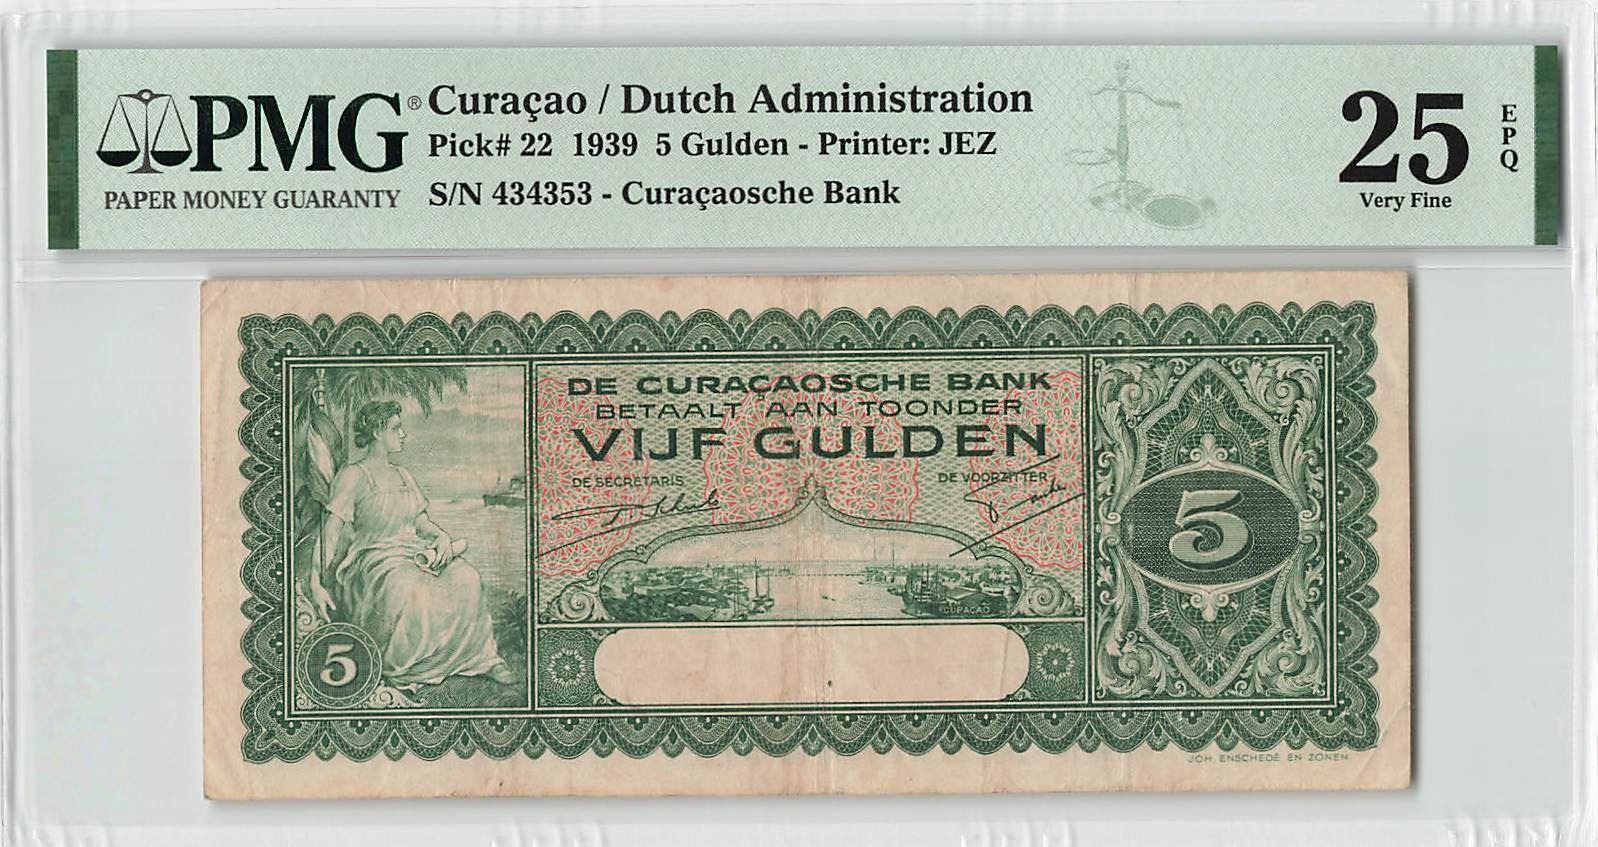 PMG®
PAPER MONEY GUARANTY
Curaçao / Dutch Administration
Pick# 22 1939 5 Gulden - Printer: JEZ
S/N 434353 - Curaçaosche Bank
25
EPQ
Very Fine
DE CURAÇAOSCHE BANK
BETAALT AAN TOONDER
VIJF GULDEN
DE SECRETARIS
DE VOORZITTER
5
CURAÇAO
5
JOH. ENSCHEDÉ EN ZONEN